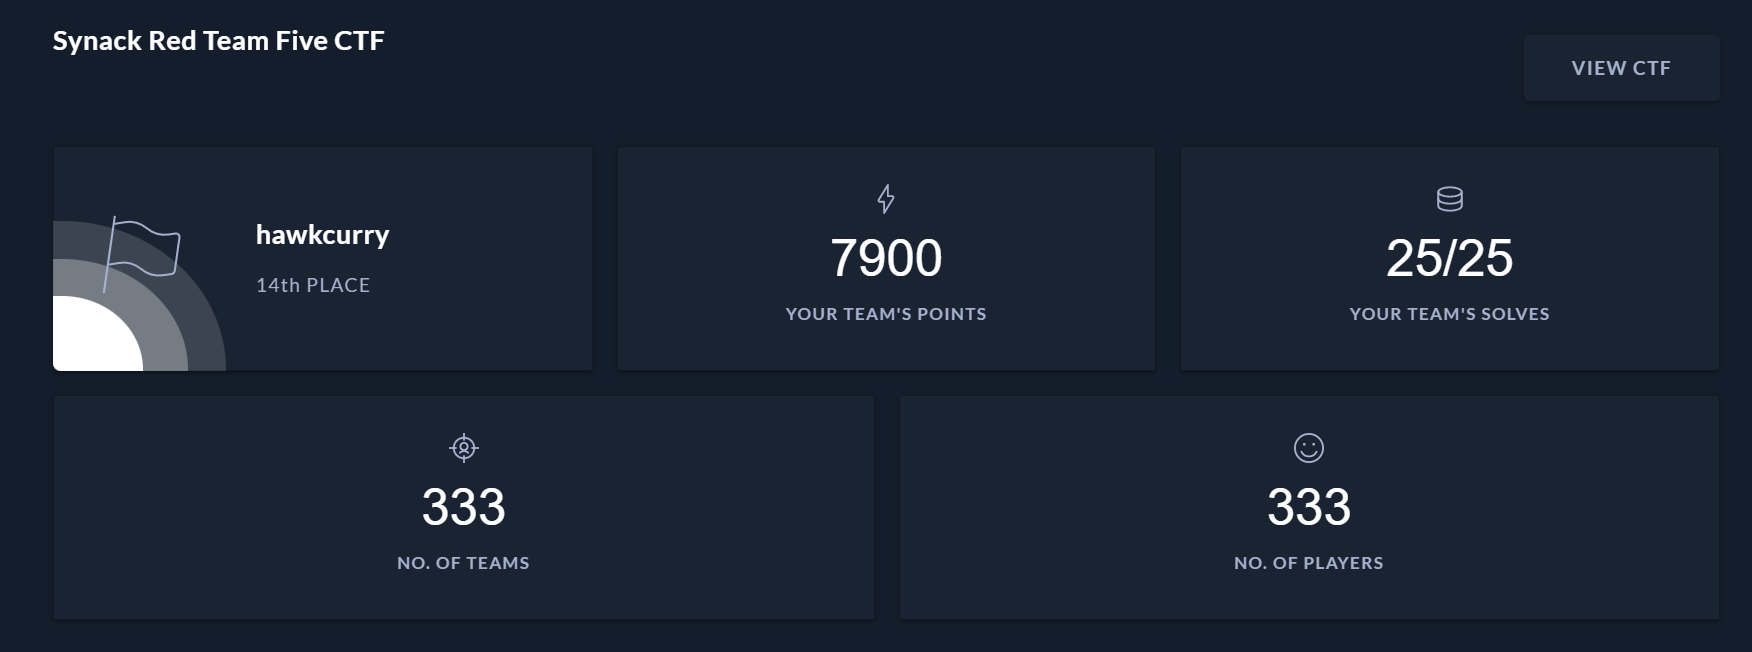 Synack Red Team Five CTF
VIEW CTF
hawkcurry
14th PLACE
7900
YOUR TEAM'S POINTS
25/25
YOUR TEAM'S SOLVES
333
NO. OF TEAMS
333
NO. OF PLAYERS